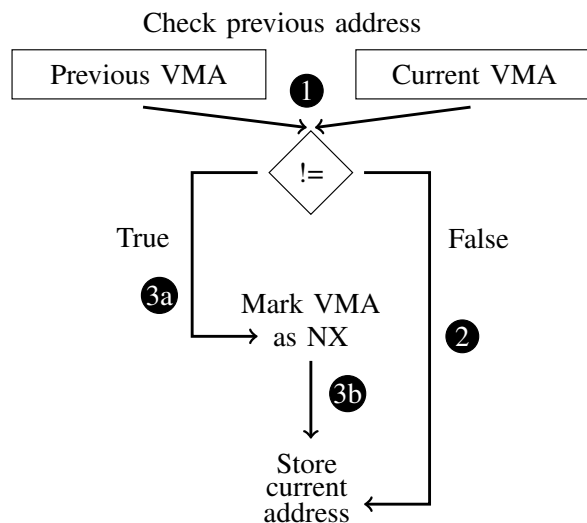 Check previous address
Previous VMA
Current VMA
1
!=
True
False
3a
Mark VMA
as NX
2
3b
Store
current
address